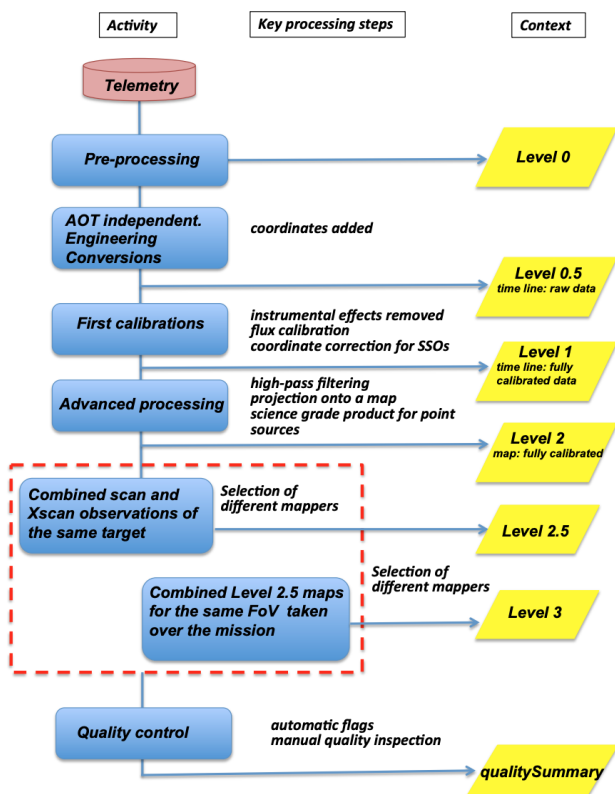 Activity
Key processing steps
Context
Telemetry
Pre-processing
Level 0
AOT independent.
Engineering
Conversions
coordinates added
Level 0.5
time line: raw data
First calibrations
instrumental effects removed
flux calibration
coordinate correction for SSOs
Level 1
time line: fully
calibrated data
Advanced processing
high-pass filtering
projection onto a map
science grade product for point
sources
Level 2
map: fully calibrated
Combined scan and
Xscan observations of
the same target
Selection of
different mappers
Level 2.5
Combined Level 2.5 maps
for the same FoV taken
over the mission
Selection of
different mappers
Level 3
Quality control
automatic flags
manual quality inspection
qualitySummary